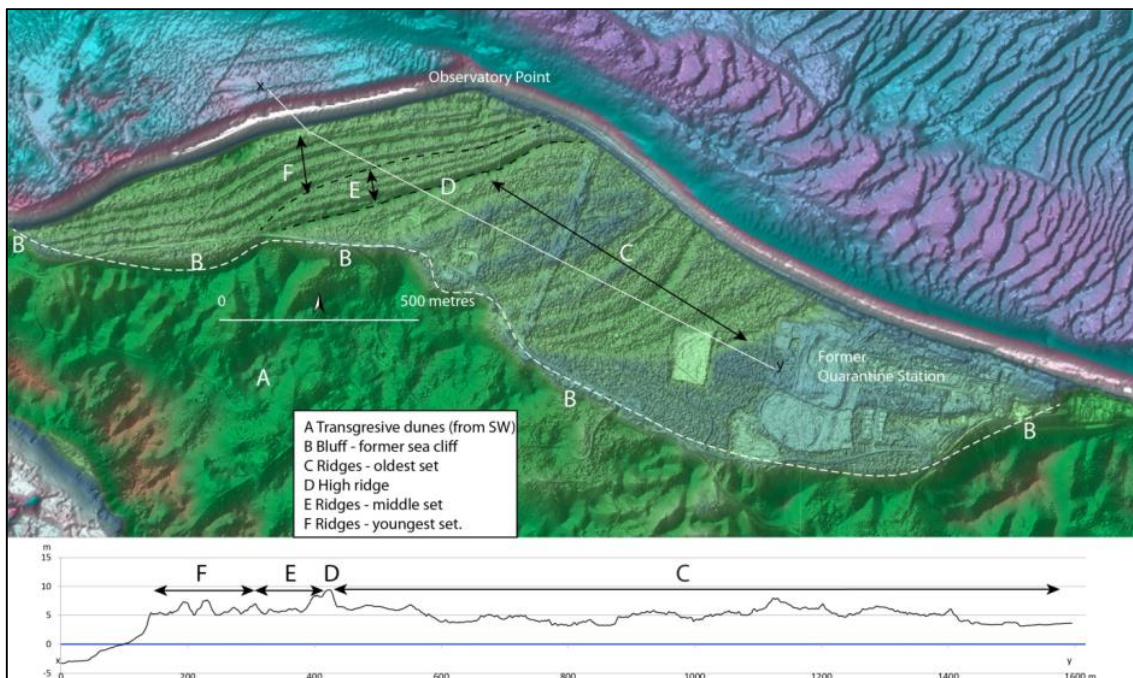 Observatory Point
x
F
E
D
B
B
B
C
0
500 metres
A
y
Former
Quarantine Station
B
B
A Transgresive dunes (from SW)
B Bluff - former sea cliff
C Ridges - oldest set
D High ridge
E Ridges - middle set
F Ridges - youngest set.
m
15
10
5
0
-5
F
E
D
C
x
y
0
200
400
600
800
1000
1200
1400
1600 m